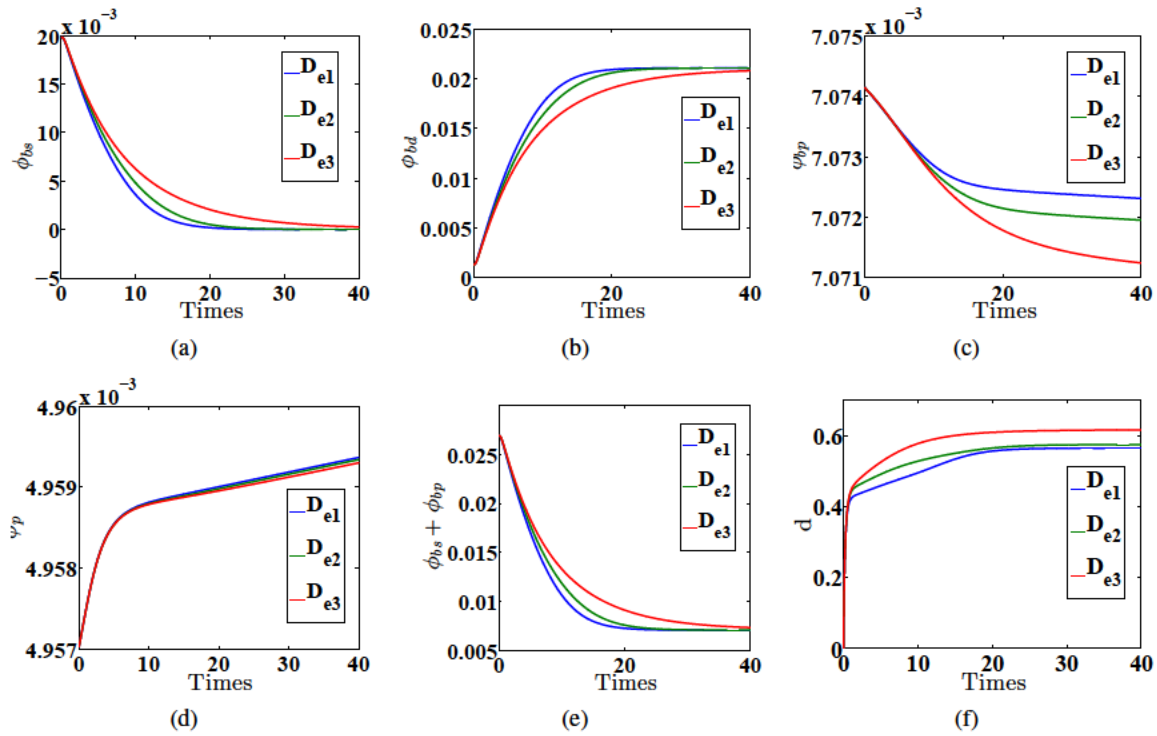 x 10⁻³
20
15
10
5
0
−5
ϕbs
De1
De2
De3
0 10 20 30 40
Times
(a)
0.025
0.02
0.015
0.01
0.005
0
ϕbd
De1
De2
De3
0 10 20 30 40
Times
(b)
x 10⁻³
7.075
7.074
7.073
7.072
7.071
φbp
De1
De2
De3
0 10 20 30 40
Times
(c)
x 10⁻³
4.96
4.959
4.958
4.957
De1
De2
De3
0 10 20 30 40
Times
(d)
0.025
0.02
0.015
0.01
0.005
ϕbs + ϕbp
De1
De2
De3
0 20 40
Times
(e)
0.6
0.4
0.2
0
d
De1
De2
De3
0 10 20 30 40
Times
(f)